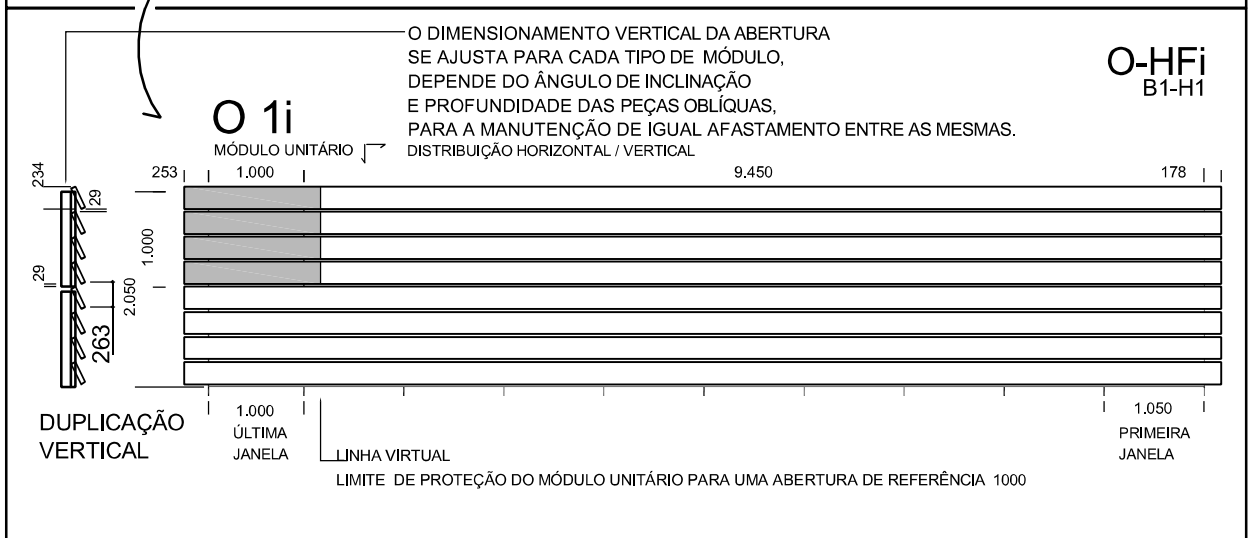 O DIMENSIONAMENTO VERTICAL DA ABERTURA
SE AJUSTA PARA CADA TIPO DE MÓDULO,
DEPENDE DO ÂNGULO DE INCLINAÇÃO
E PROFUNDIDADE DAS PEÇAS OBLÍQUAS,
PARA A MANUTENÇÃO DE IGUAL AFASTAMENTO ENTRE AS MESMAS.
DISTRIBUIÇÃO HORIZONTAL / VERTICAL
O-HFi
B1-H1
O 1i
MÓDULO UNITÁRIO
253
1.000
9.450
178
234
29
1.000
29
2.050
263
DUPLICAÇÃO
VERTICAL
1.000
ÚLTIMA
JANELA
1.050
PRIMEIRA
JANELA
LINHA VIRTUAL
LIMITE DE PROTEÇÃO DO MÓDULO UNITÁRIO PARA UMA ABERTURA DE REFERÊNCIA 1000